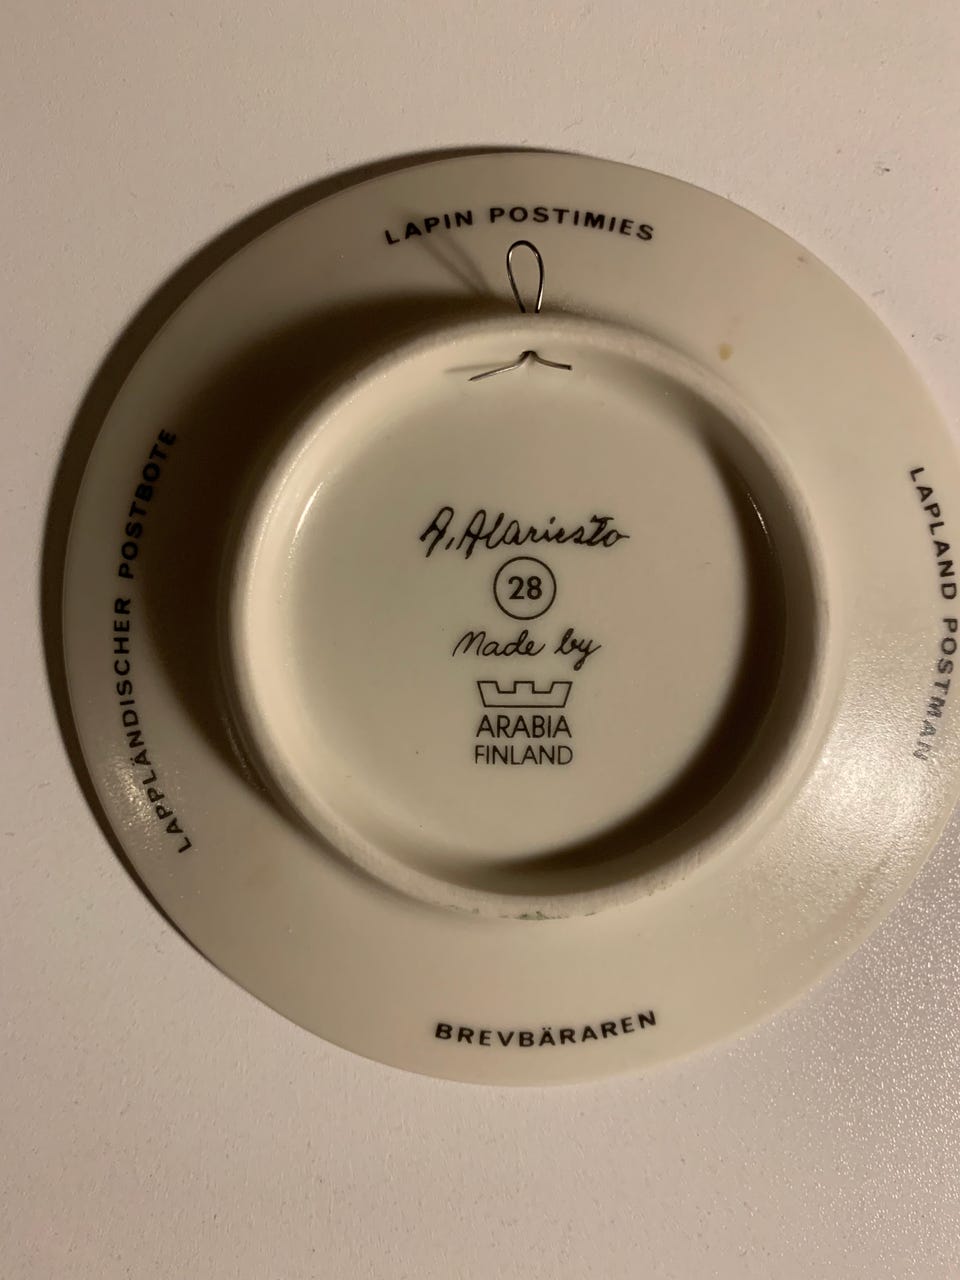 LAPIN POSTIMIES
LAPPLÄNDISCHER POSTBOTE
LAPLAND POSTMAN
A. Alariesto
28
Made by
ARABIA
FINLAND
BREVBÄRAREN